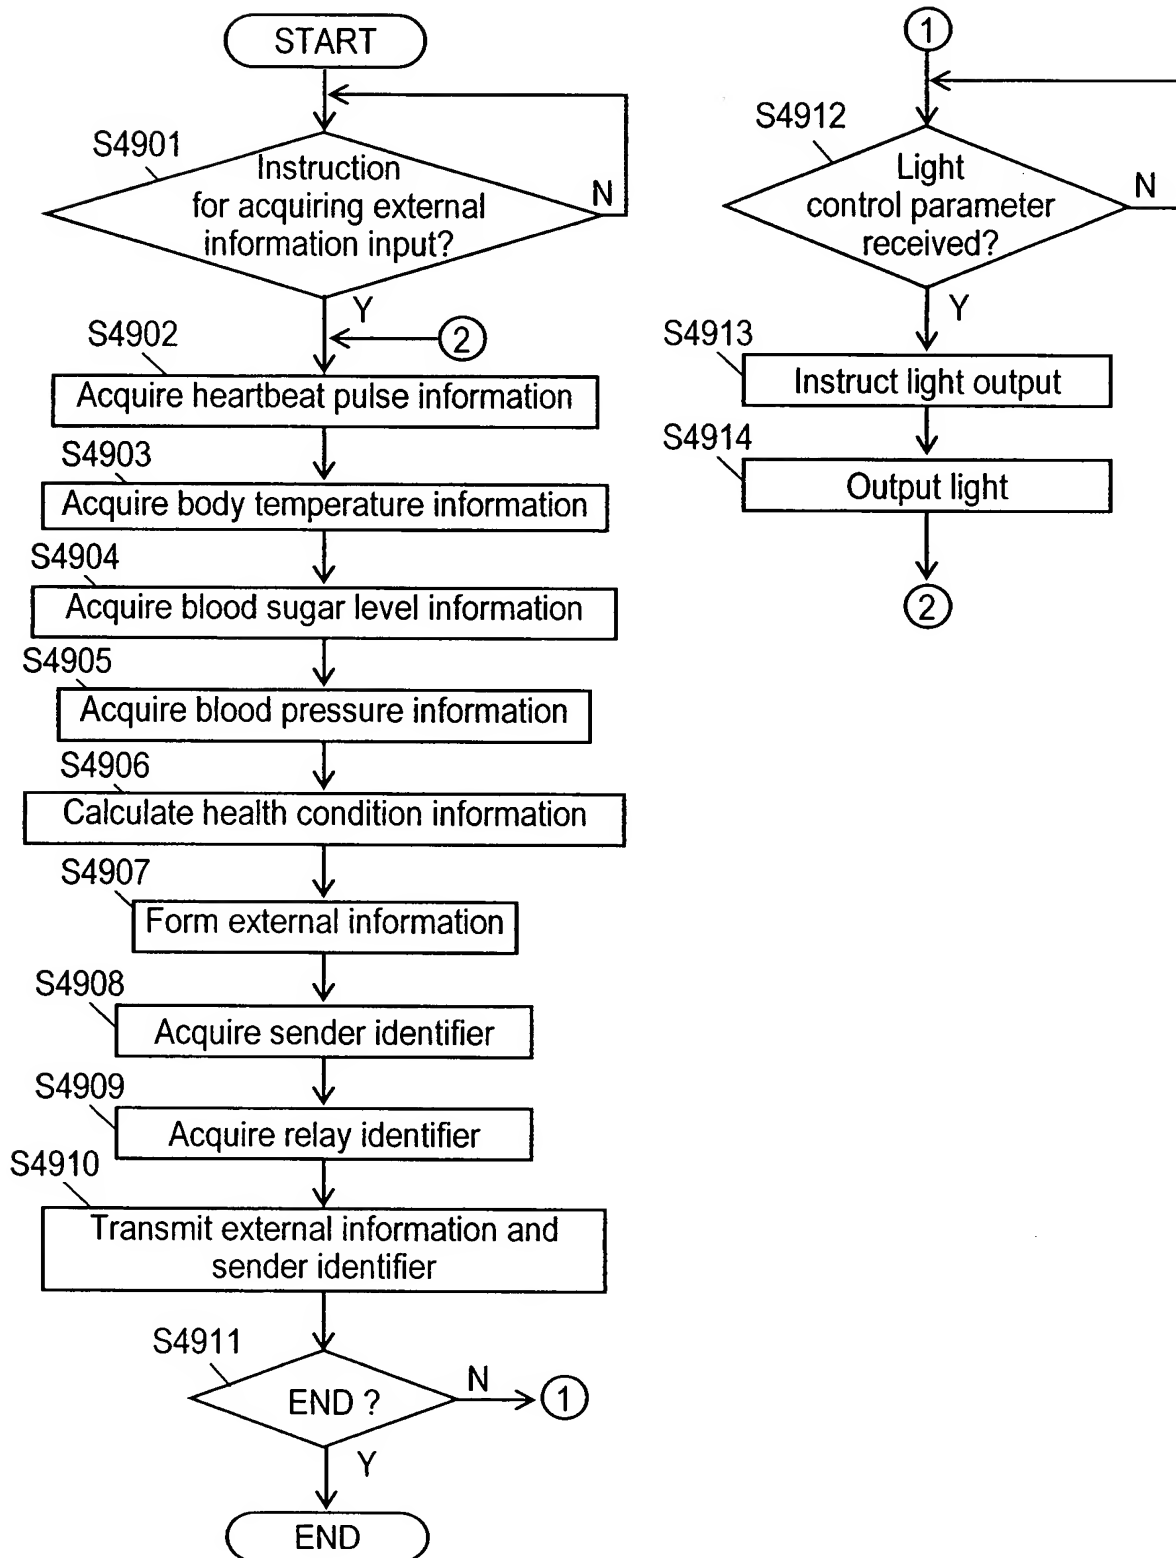 START
S4901
Instruction
for acquiring external
information input?
N
Y
2
S4902
Acquire heartbeat pulse information
S4903
Acquire body temperature information
S4904
Acquire blood sugar level information
S4905
Acquire blood pressure information
S4906
Calculate health condition information
S4907
Form external information
S4908
Acquire sender identifier
S4909
Acquire relay identifier
S4910
Transmit external information and
sender identifier
S4911
END ?
N
1
Y
END
1
S4912
Light
control parameter
received?
N
Y
S4913
Instruct light output
S4914
Output light
2